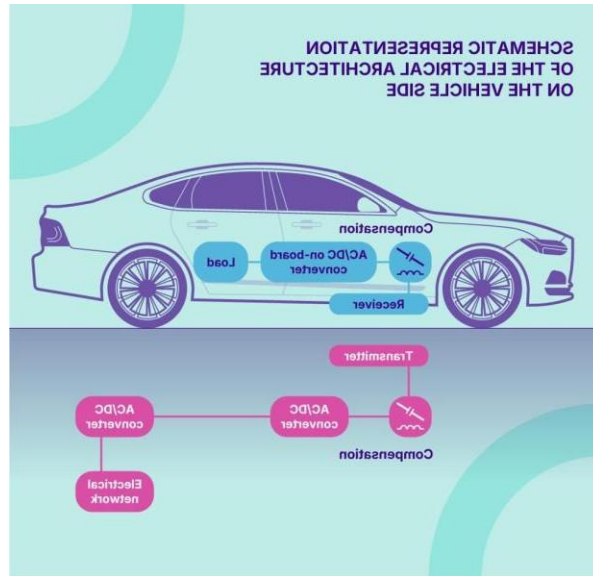 SCHEMATIC REPRESENTATION
OF THE ELECTRICAL ARCHITECTURE
ON THE VEHICLE SIDE
Compensation
AC/DC on-board
converter
Load
Receiver
Transmitter
AC/DC
converter
AC/DC
converter
Compensation
Electrical
network